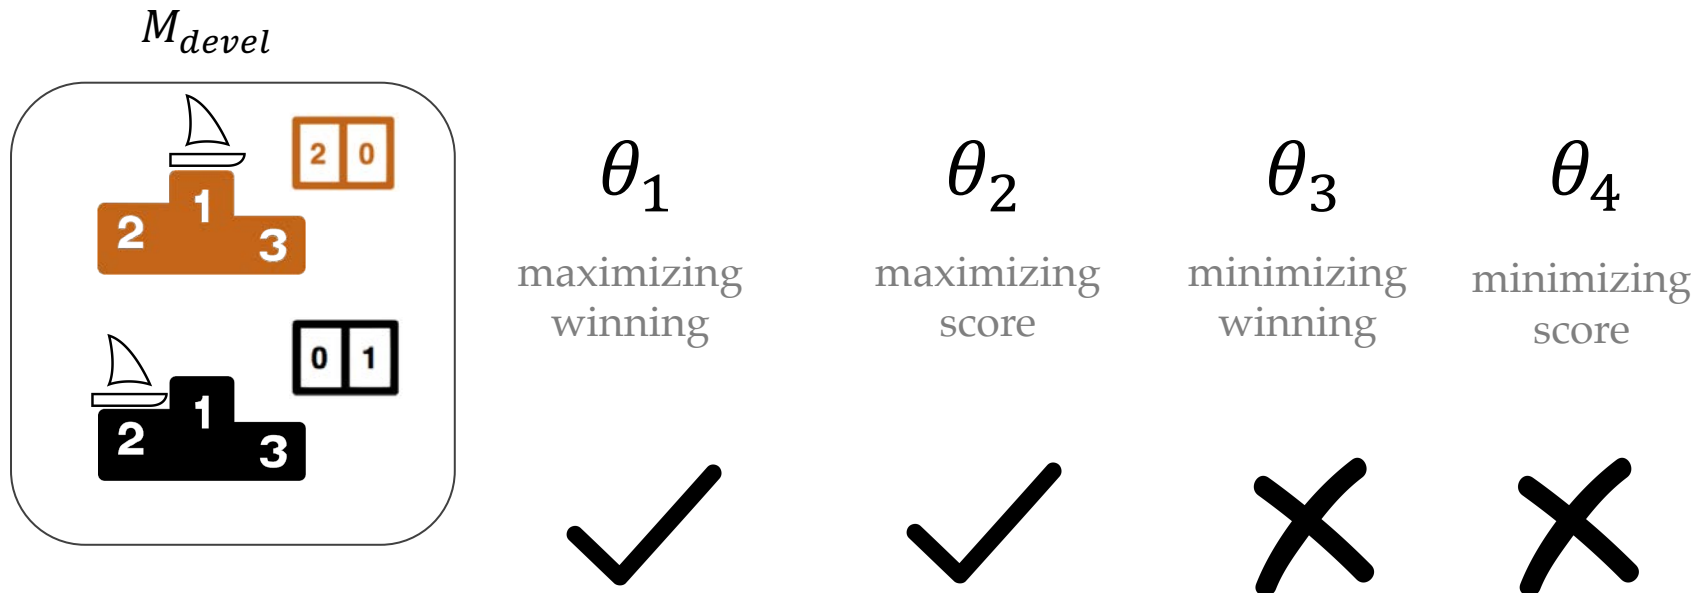 M_devel
2 0
1
2
3
0 1
1
2
3
θ₁
maximizing
winning
θ₂
maximizing
score
θ₃
minimizing
winning
θ₄
minimizing
score